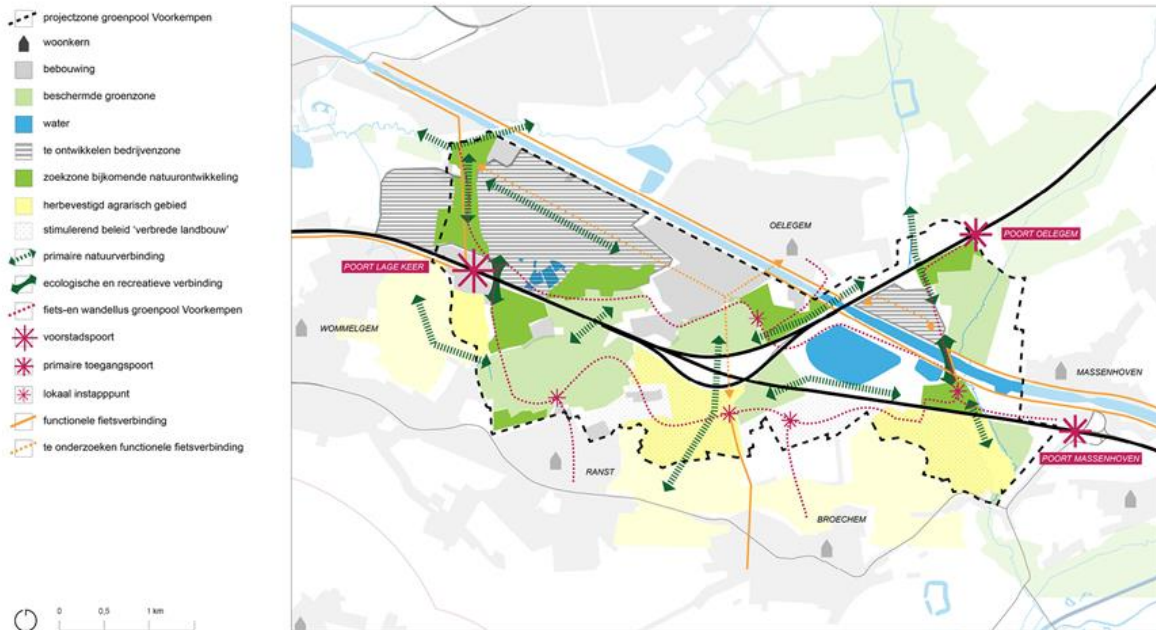 projectzone groenpool Voorkempen
woonkern
bebouwing
beschermde groenzone
water
te ontwikkelen bedrijvenzone
zoekzone bijkomende natuurontwikkeling
herbevestigd agrarisch gebied
stimulerend beleid 'verbrede landbouw'
primaire natuurverbinding
ecologische en recreatieve verbinding
fiets-en wandellus groenpool Voorkempen
voorstadspoort
primaire toegangspoort
lokaal instapppunt
functionele fietsverbinding
te onderzoeken functionele fietsverbinding
0 0,5 1 km
OELEGEM
POORT OELEGEM
POORT LAGE KEER
WOMMELGEM
MASSENHOVEN
POORT MASSENHOVEN
RANST
BROECHEM